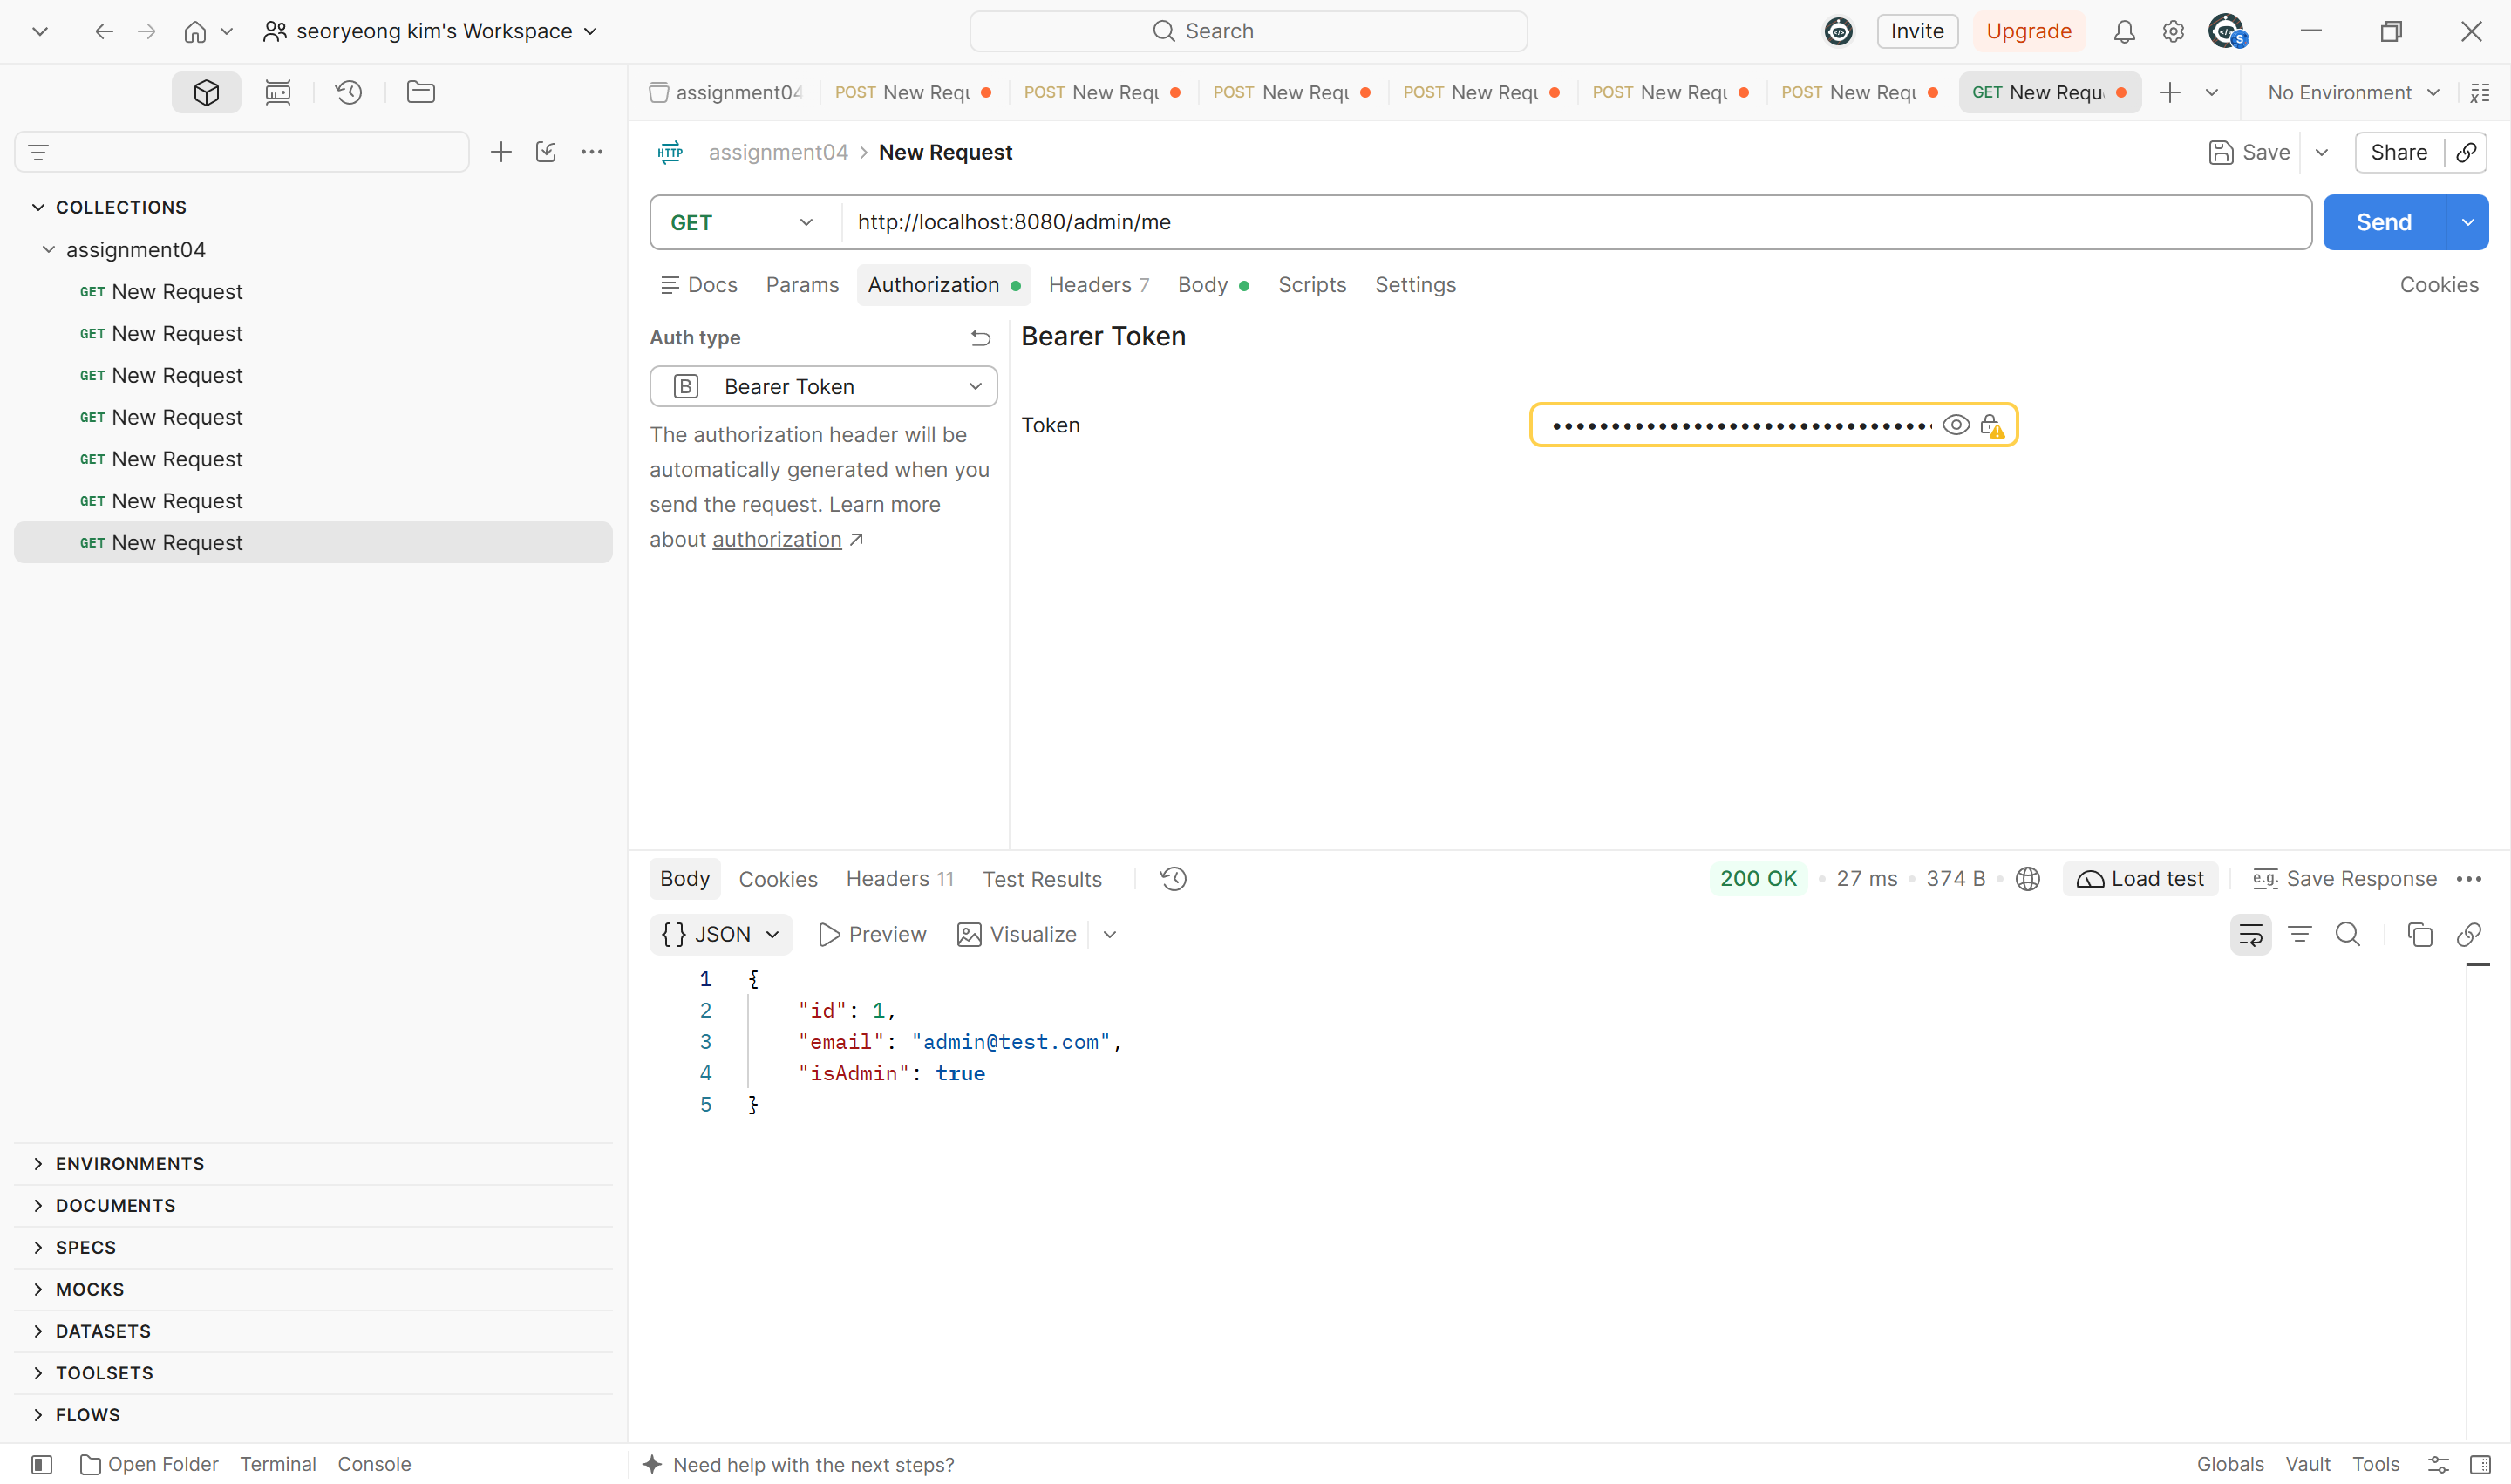 seoryeong kim's Workspace
Search
Invite
Upgrade
S
assignment04
POST New Requ
POST New Requ
POST New Requ
POST New Requ
POST New Requ
POST New Requ
GET New Requ
No Environment
COLLECTIONS
assignment04
GET New Request
GET New Request
GET New Request
GET New Request
GET New Request
GET New Request
GET New Request
HTTP
assignment04 > New Request
Save
Share
GET
http://localhost:8080/admin/me
Send
Docs
Params
Authorization
Headers 7
Body
Scripts
Settings
Cookies
Auth type
B Bearer Token
The authorization header will be
automatically generated when you
send the request. Learn more
about authorization ↗
Bearer Token
Token
••••••••••••••••••••••••••••••••
Body
Cookies
Headers 11
Test Results
200 OK • 27 ms • 374 B
Load test
e.g. Save Response
{ } JSON
Preview
Visualize
1 {
2 "id": 1,
3 "email": "admin@test.com",
4 "isAdmin": true
5 }
ENVIRONMENTS
DOCUMENTS
SPECS
MOCKS
DATASETS
TOOLSETS
FLOWS
Open Folder
Terminal
Console
Need help with the next steps?
Globals
Vault
Tools